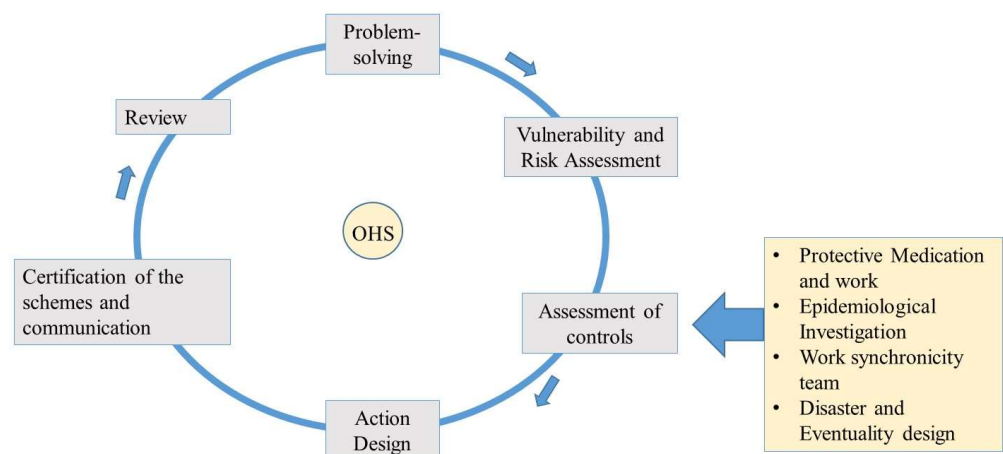 Problem-
solving
Vulnerability and
Risk Assessment
Assessment of
controls
Action
Design
Certification of the
schemes and
communication
Review
OHS
• Protective Medication
and work
• Epidemiological
Investigation
• Work synchronicity
team
• Disaster and
Eventuality design